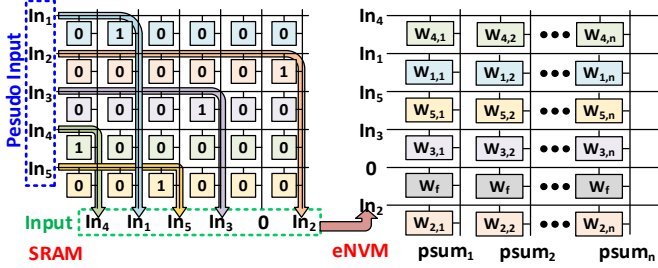 Pesudo Input
In1
0 1 0 0 0 0
In2
0 0 0 0 0 1
In3
0 0 0 1 0 0
In4
1 0 0 0 0 0
In5
0 0 1 0 0 0
Input In4 In1 In5 In3 0 In2
SRAM
eNVM
In4
W4,1 W4,2 ••• W4,n
In1
W1,1 W1,2 ••• W1,n
In5
W5,1 W5,2 ••• W5,n
In3
W3,1 W3,2 ••• W3,n
0
Wf Wf ••• Wf
In2
W2,1 W2,2 ••• W2,n
psum1 psum2 psumn